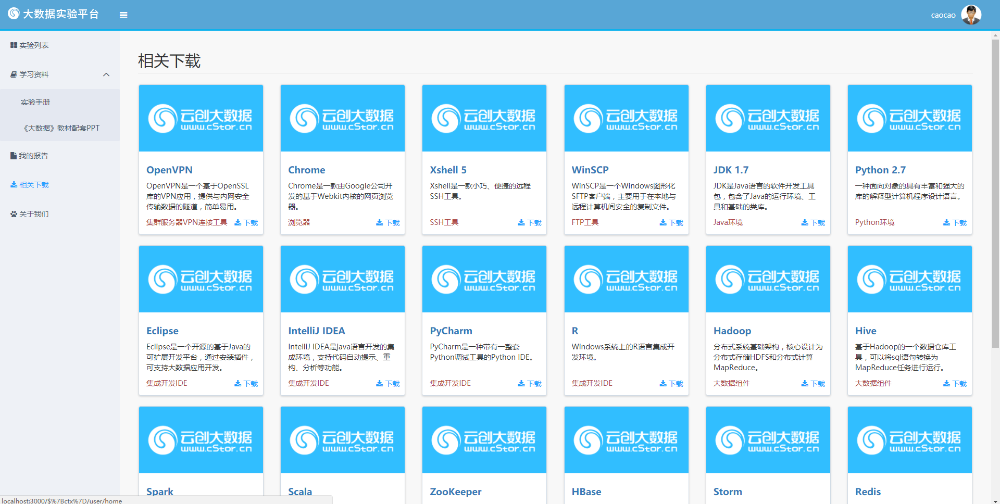 大数据实验平台
caocao
实验列表
学习资料
实验手册
《大数据》教材配套PPT
我的报告
相关下载
关于我们
相关下载
云创大数据
www.cStor.cn
OpenVPN
OpenVPN是一个基于OpenSSL
库的VPN应用，提供与内网安全
传输数据的隧道，简单易用。
集群服务器VPN连接工具
下载
云创大数据
www.cStor.cn
Chrome
Chrome是一款由Google公司开
发的基于Webkit内核的网页浏览
器。
浏览器
下载
云创大数据
www.cStor.cn
Xshell 5
Xshell是一款小巧、便捷的远程
SSH工具。
SSH工具
下载
云创大数据
www.cStor.cn
WinSCP
WinSCP是一个Windows图形化
SFTP客户端，主要用于在本地与
远程计算机间安全的复制文件。
FTP工具
下载
云创大数据
www.cStor.cn
JDK 1.7
JDK是Java语言的软件开发工具
包，包含了Java的运行环境、工
具和基础的类库。
Java环境
下载
云创大数据
www.cStor.cn
Python 2.7
一种面向对象的具有丰富和强大的
库的解释型计算机程序设计语言。
Python环境
下载
云创大数据
www.cStor.cn
Eclipse
Eclipse是一个开源的基于Java的
可扩展开发平台，通过安装插件，
可支持大数据应用开发。
集成开发IDE
下载
云创大数据
www.cStor.cn
IntelliJ IDEA
IntelliJ IDEA是java语言开发的集
成环境，支持代码自动提示、重
构、分析等功能。
集成开发IDE
下载
云创大数据
www.cStor.cn
PyCharm
PyCharm是一种带有一整套
Python调试工具的Python IDE。
集成开发IDE
下载
云创大数据
www.cStor.cn
R
Windows系统上的R语言集成开
发环境。
集成开发IDE
下载
云创大数据
www.cStor.cn
Hadoop
分布式系统基础架构，核心设计为
分布式存储HDFS和分布式计算
MapReduce。
大数据组件
下载
云创大数据
www.cStor.cn
Hive
基于Hadoop的一个数据仓库工
具，可以将sql语句转换为
MapReduce任务进行运行。
大数据组件
下载
云创大数据
www.cStor.cn
Spark
云创大数据
www.cStor.cn
Scala
云创大数据
www.cStor.cn
ZooKeeper
云创大数据
www.cStor.cn
HBase
云创大数据
www.cStor.cn
Storm
云创大数据
www.cStor.cn
Redis
localhost:3000/$%7Bctx%7D/user/home